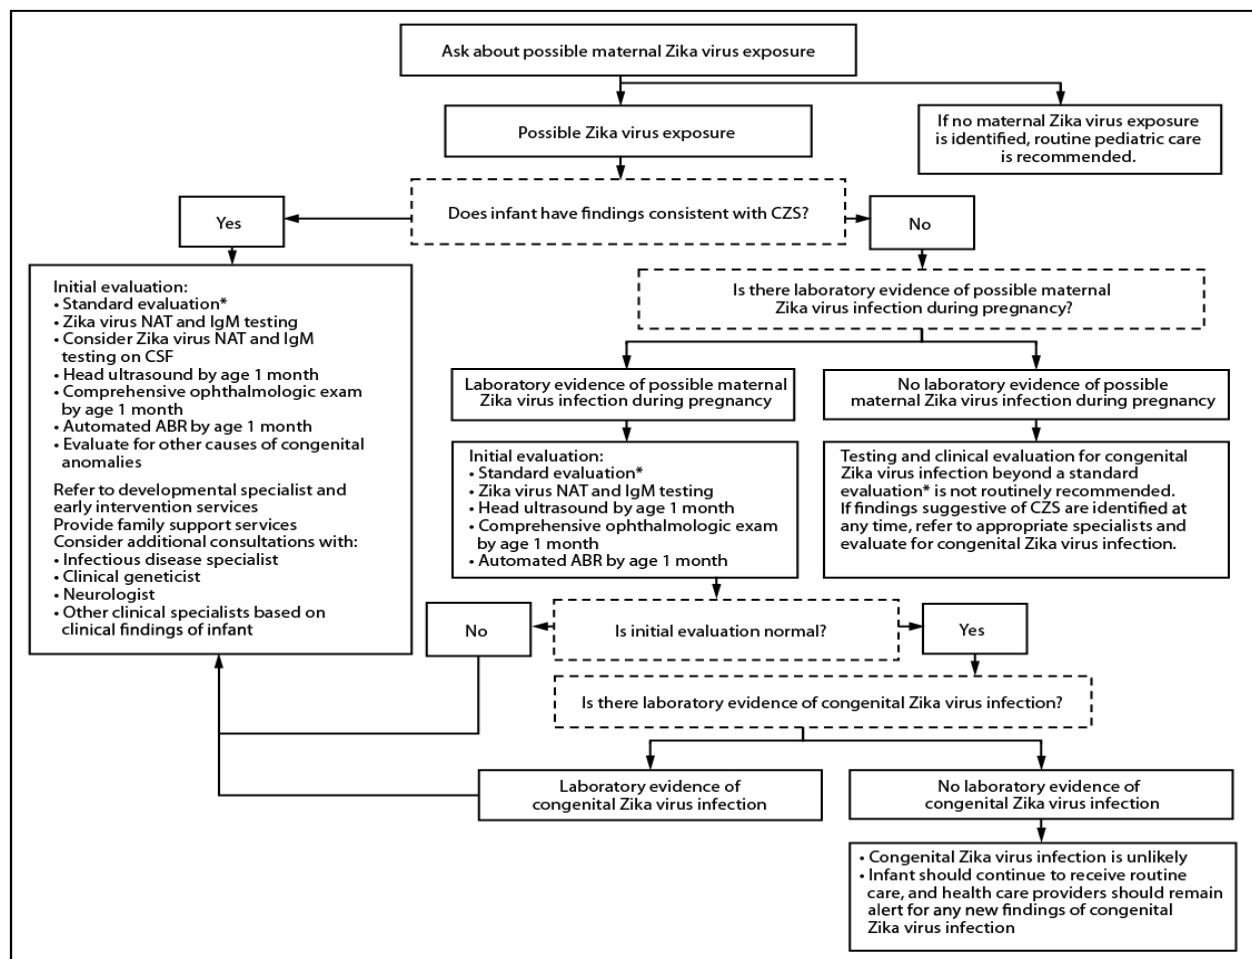 Ask about possible maternal Zika virus exposure
Possible Zika virus exposure
If no maternal Zika virus exposure
is identified, routine pediatric care
is recommended.
Does infant have findings consistent with CZS?
Yes
No
Initial evaluation:
• Standard evaluation*
• Zika virus NAT and IgM testing
• Consider Zika virus NAT and IgM
testing on CSF
• Head ultrasound by age 1 month
• Comprehensive ophthalmologic exam
by age 1 month
• Automated ABR by age 1 month
• Evaluate for other causes of congenital
anomalies
Refer to developmental specialist and
early intervention services
Provide family support services
Consider additional consultations with:
• Infectious disease specialist
• Clinical geneticist
• Neurologist
• Other clinical specialists based on
clinical findings of infant
Is there laboratory evidence of possible maternal
Zika virus infection during pregnancy?
Laboratory evidence of possible maternal
Zika virus infection during pregnancy
No laboratory evidence of possible
maternal Zika virus infection during pregnancy
Initial evaluation:
• Standard evaluation*
• Zika virus NAT and IgM testing
• Head ultrasound by age 1 month
• Comprehensive ophthalmologic exam
by age 1 month
• Automated ABR by age 1 month
Testing and clinical evaluation for congenital
Zika virus infection beyond a standard
evaluation* is not routinely recommended.
If findings suggestive of CZS are identified at
any time, refer to appropriate specialists and
evaluate for congenital Zika virus infection.
No
Is initial evaluation normal?
Yes
Is there laboratory evidence of congenital Zika virus infection?
Laboratory evidence of
congenital Zika virus infection
No laboratory evidence of
congenital Zika virus infection
• Congenital Zika virus infection is unlikely
• Infant should continue to receive routine
care, and health care providers should remain
alert for any new findings of congenital
Zika virus infection